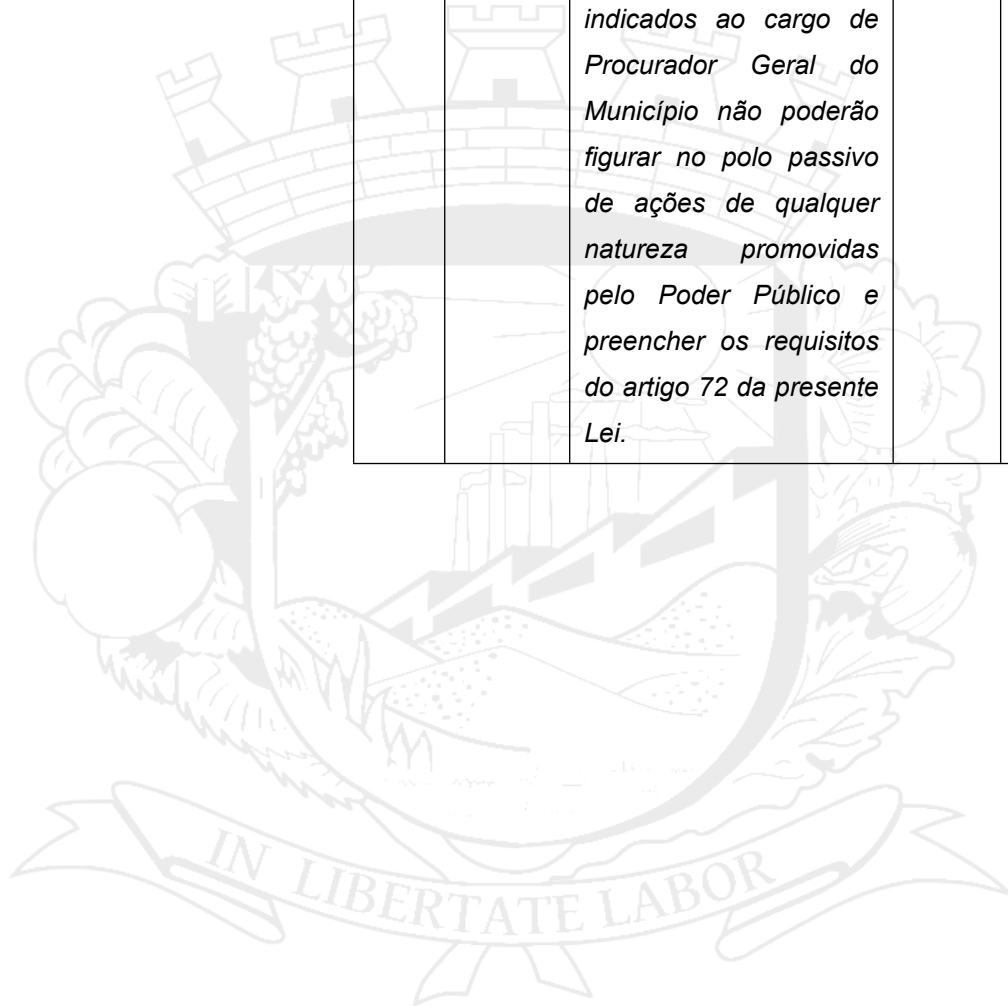 indicados ao cargo de
Procurador Geral do
Município não poderão
figurar no polo passivo
de ações de qualquer
natureza promovidas
pelo Poder Público e
preencher os requisitos
do artigo 72 da presente
Lei.
IN LIBERTATE LABOR